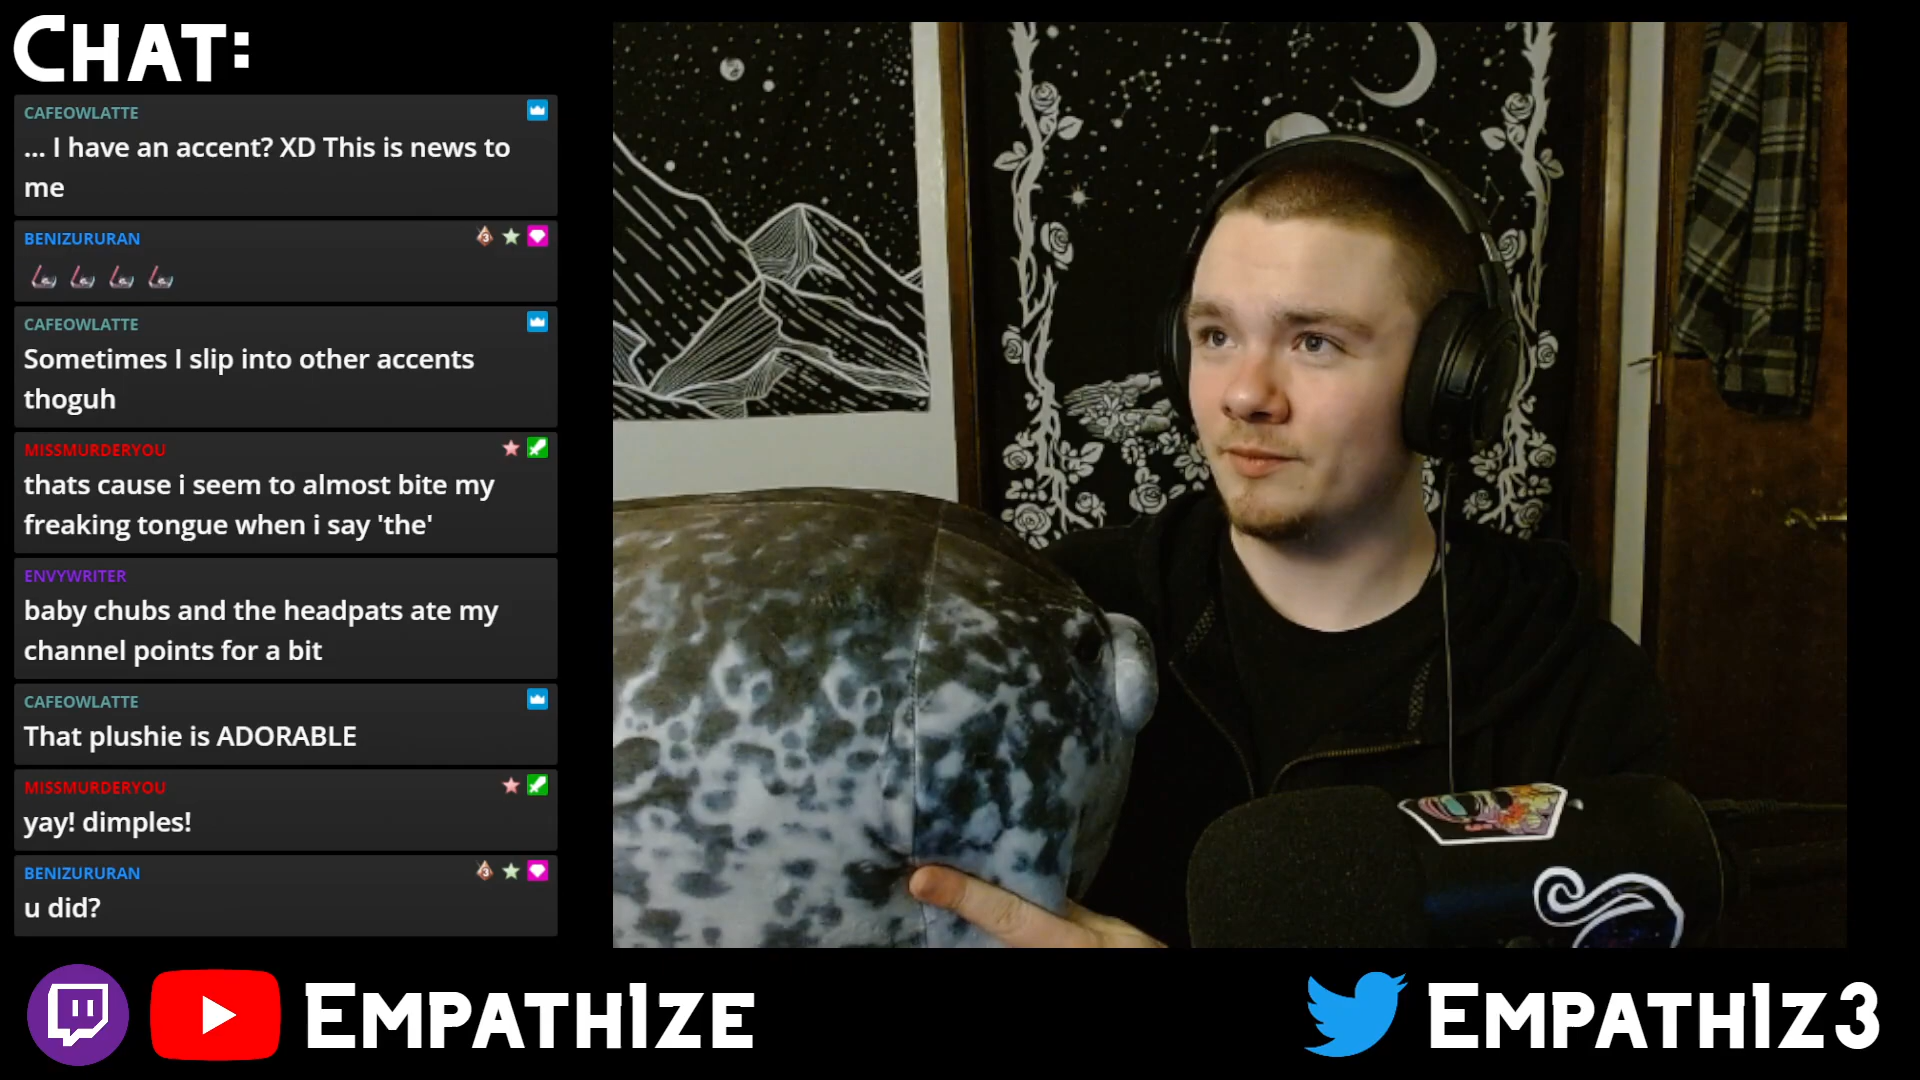 CHAT:
CAFEOWLATTE
... I have an accent? XD This is news to
me
BENIZURURAN
CAFEOWLATTE
Sometimes I slip into other accents
thoguh
MISSMURDERYOU
thats cause i seem to almost bite my
freaking tongue when i say 'the'
ENVYWRITER
baby chubs and the headpats ate my
channel points for a bit
CAFEOWLATTE
That plushie is ADORABLE
MISSMURDERYOU
yay! dimples!
BENIZURURAN
u did?
EMPATH1ZE
EMPATH1Z3